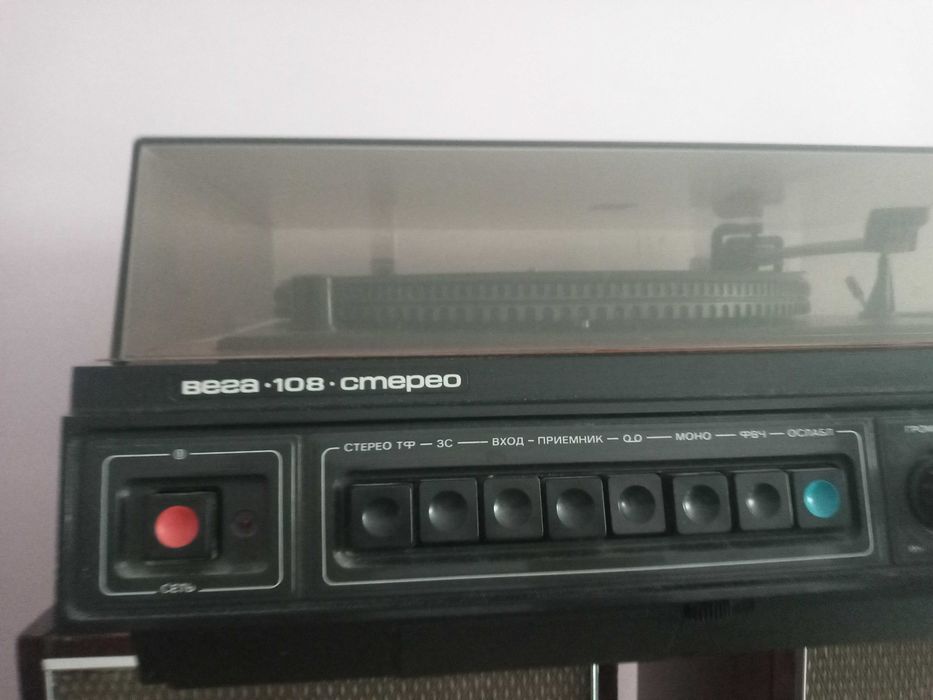 вега·108·стерео
СТЕРЕО ТФ — ЗС — ВХОД - ПРИЕМНИК — — МОНО — ФВЧ — ОСЛАБЛ
СЕТЬ